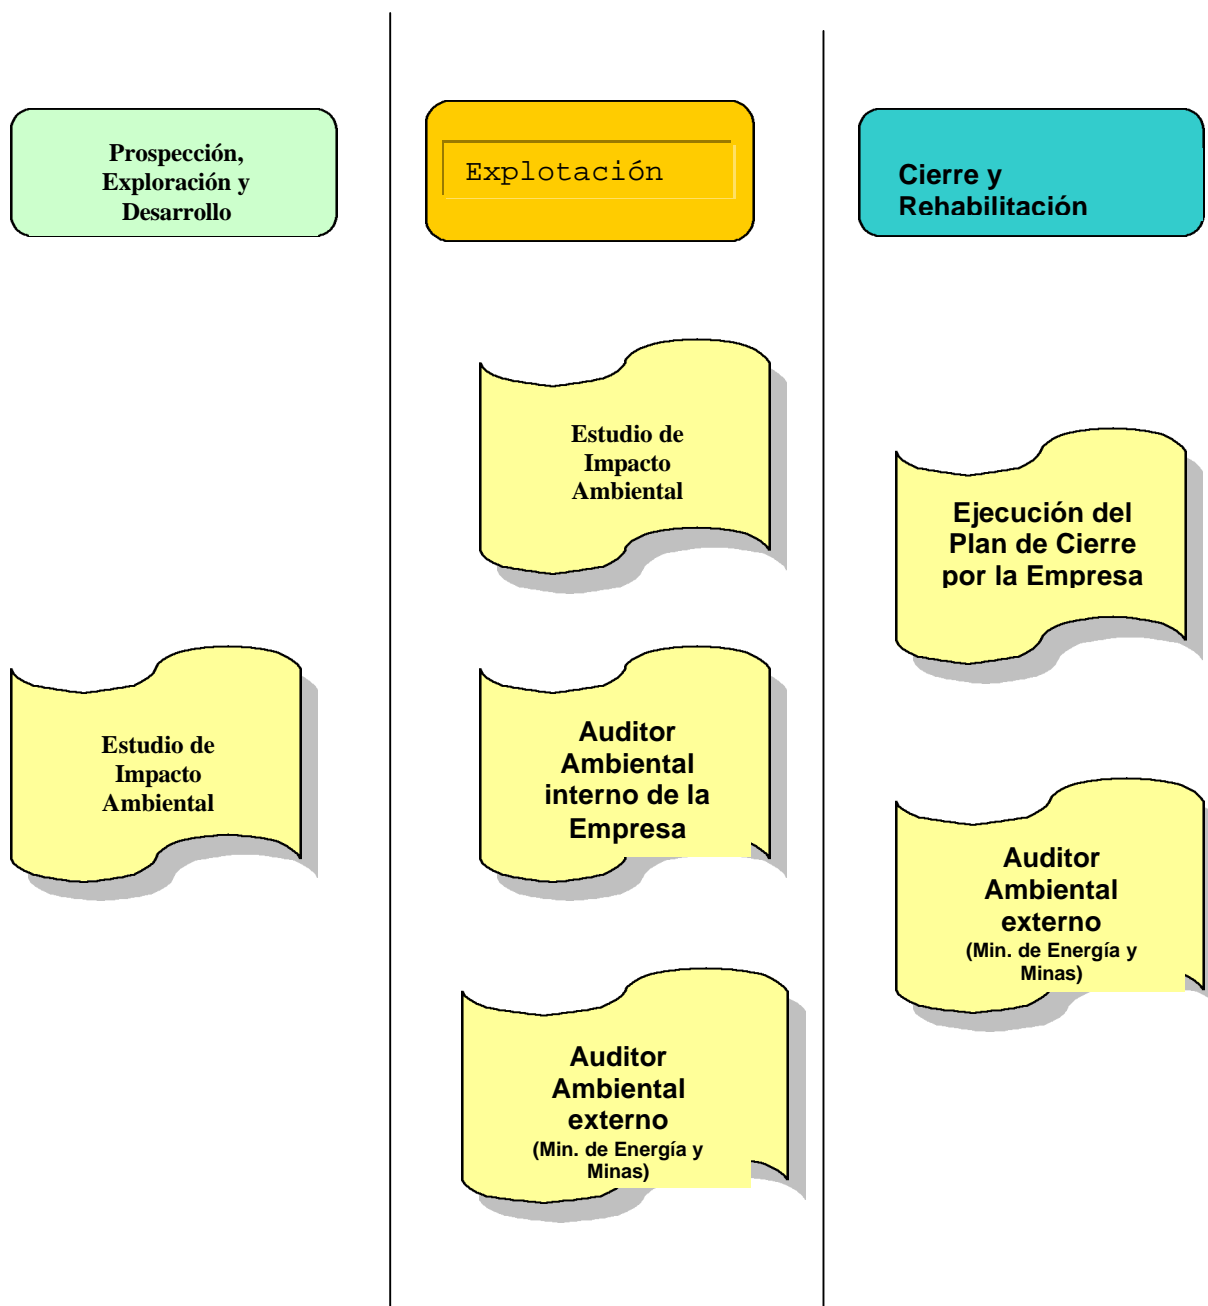 Prospección,
Exploración y
Desarrollo
Explotación
Cierre y
Rehabilitación
Estudio de
Impacto
Ambiental
Estudio de
Impacto
Ambiental
Auditor
Ambiental
interno de la
Empresa
Auditor
Ambiental
externo
(Min. de Energía y
Minas)
Ejecución del
Plan de Cierre
por la Empresa
Auditor
Ambiental
externo
(Min. de Energía y
Minas)